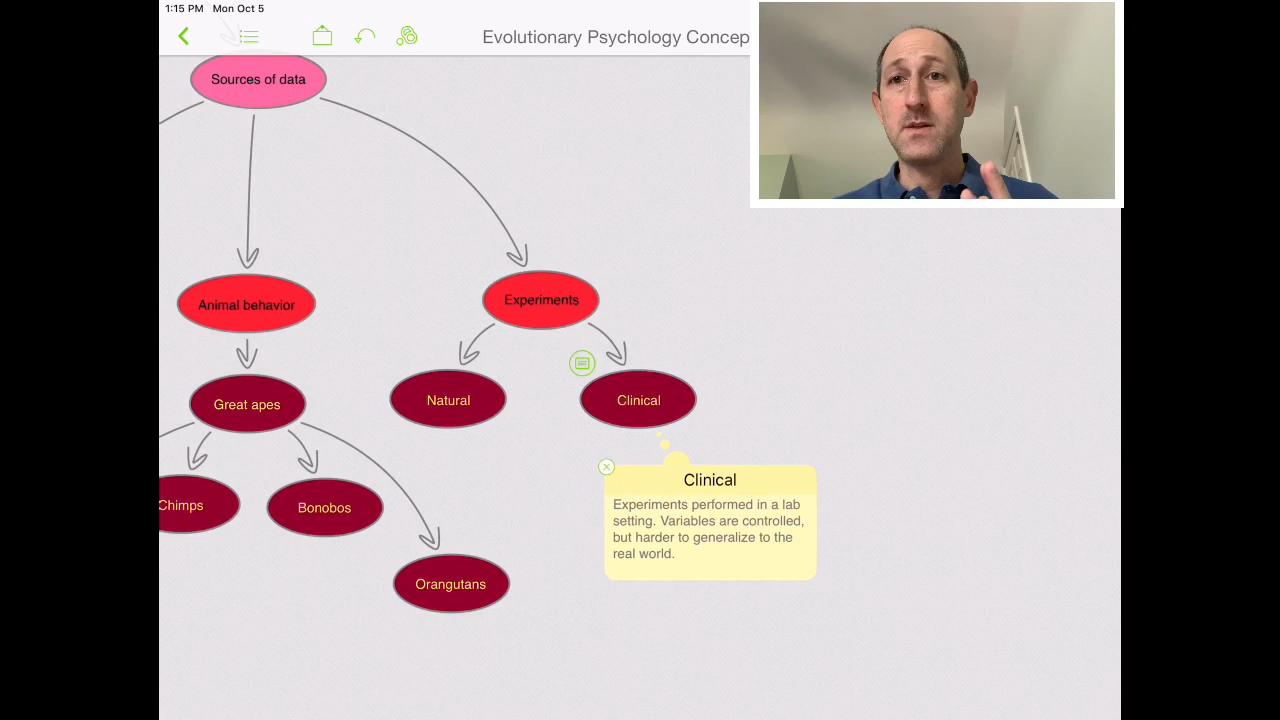 1:15 PM Mon Oct 5
Evolutionary Psychology Concep
Sources of data
Animal behavior
Experiments
Great apes
Natural
Clinical
Chimps
Bonobos
Orangutans
Clinical
Experiments performed in a lab
setting. Variables are controlled,
but harder to generalize to the
real world.